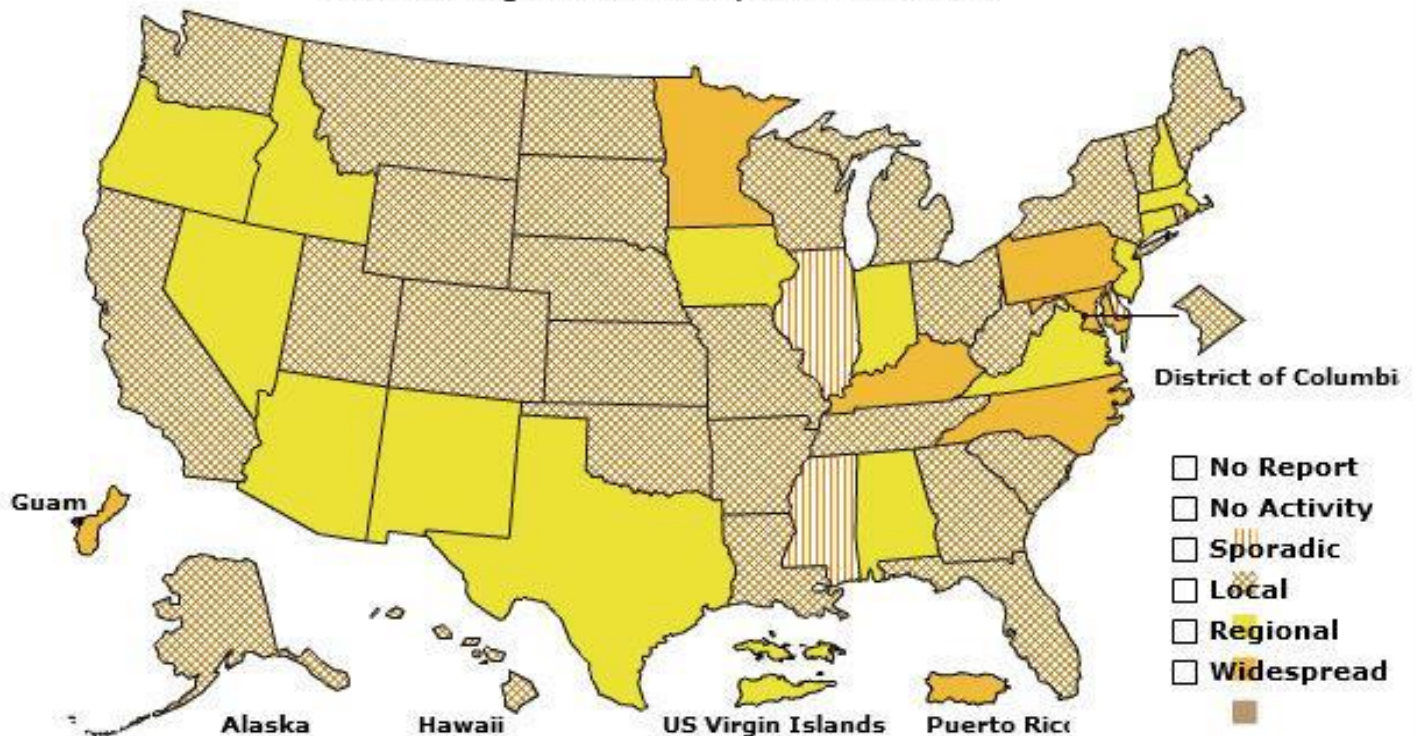 District of Columbi
No Report
No Activity
Guam
Sporadic
Local
Regional
Widespread
Alaska
Hawaii
US Virgin Islands
Puerto Ric